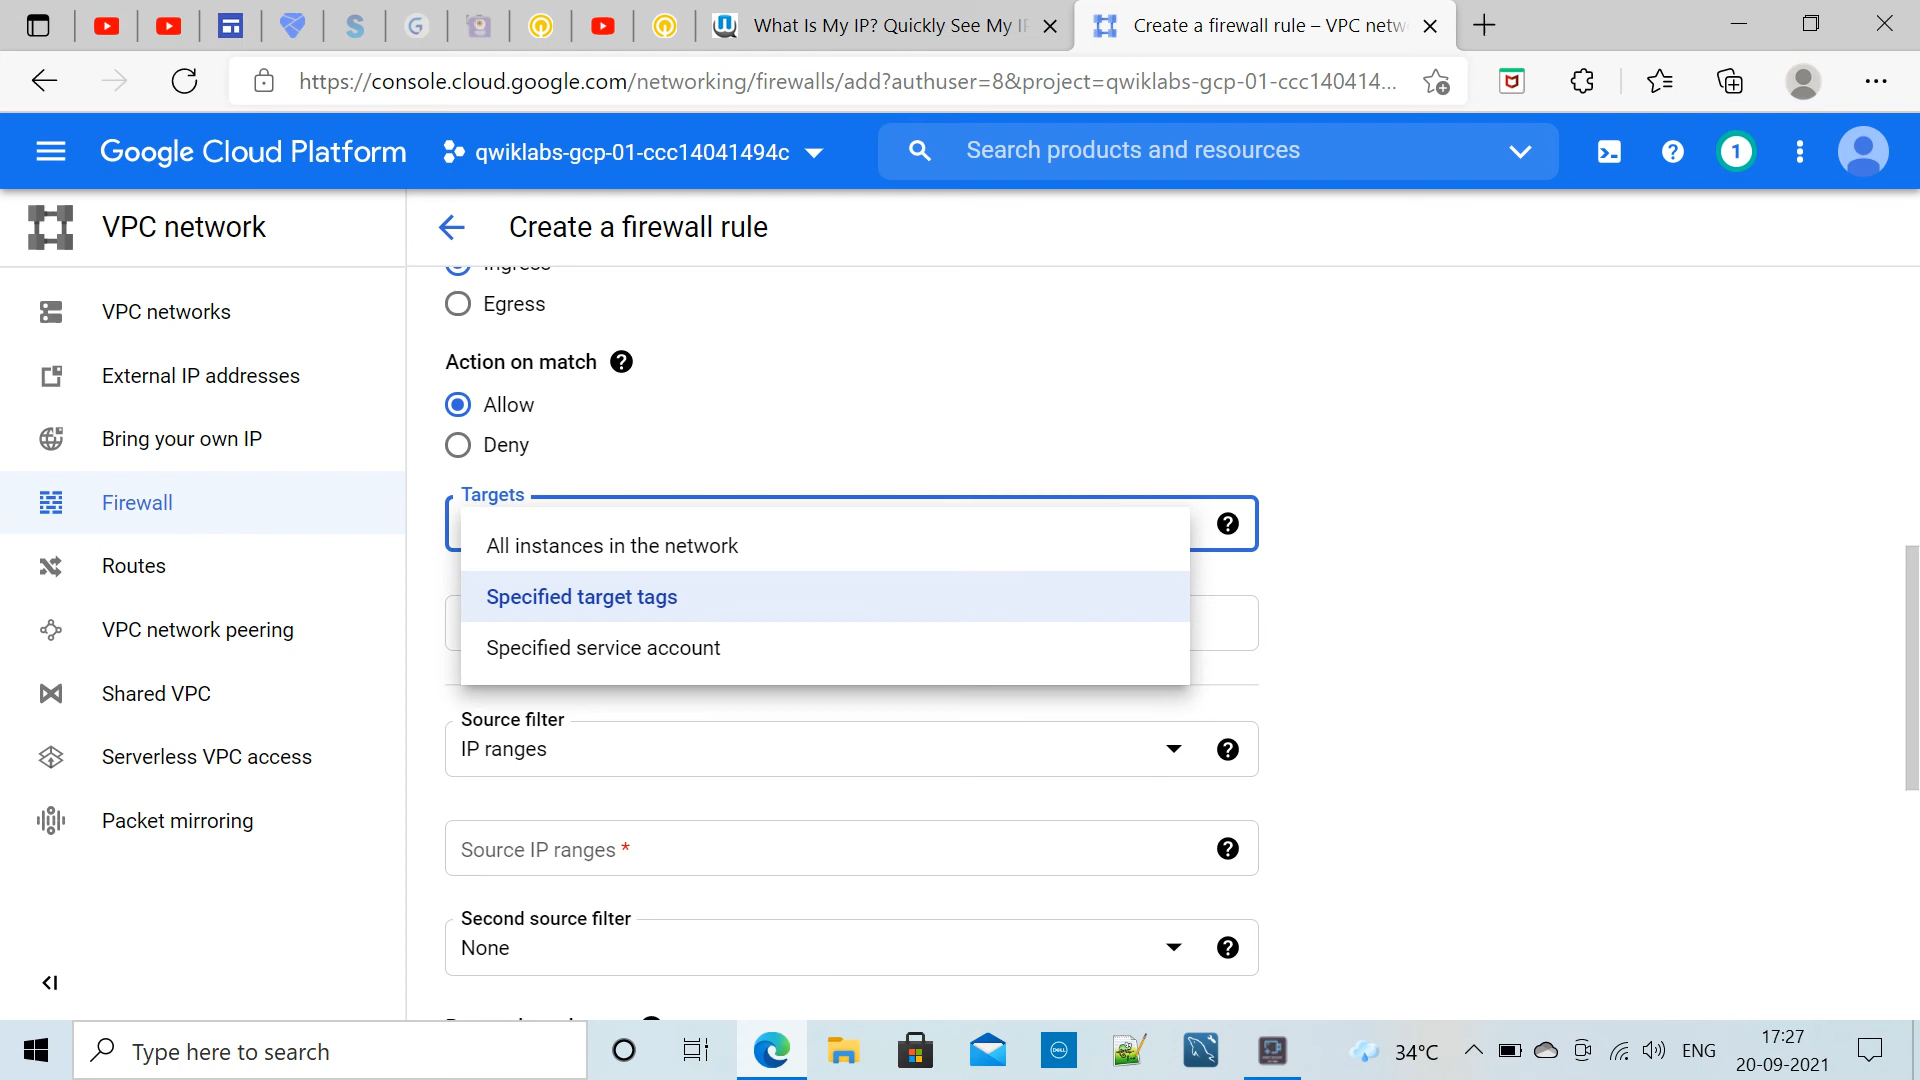 What Is My IP? Quickly See My IP
Create a firewall rule – VPC netw
https://console.cloud.google.com/networking/firewalls/add?authuser=8&project=qwiklabs-gcp-01-ccc140414...
Google Cloud Platform
qwiklabs-gcp-01-ccc14041494c
Search products and resources
1
VPC network
Create a firewall rule
VPC networks
External IP addresses
Bring your own IP
Firewall
Routes
VPC network peering
Shared VPC
Serverless VPC access
Packet mirroring
Ingress
Egress
Action on match
Allow
Deny
Targets
All instances in the network
Specified target tags
Specified service account
Source filter
IP ranges
Source IP ranges *
Second source filter
None
Type here to search
DELL
34°C
ENG
17:27
20-09-2021